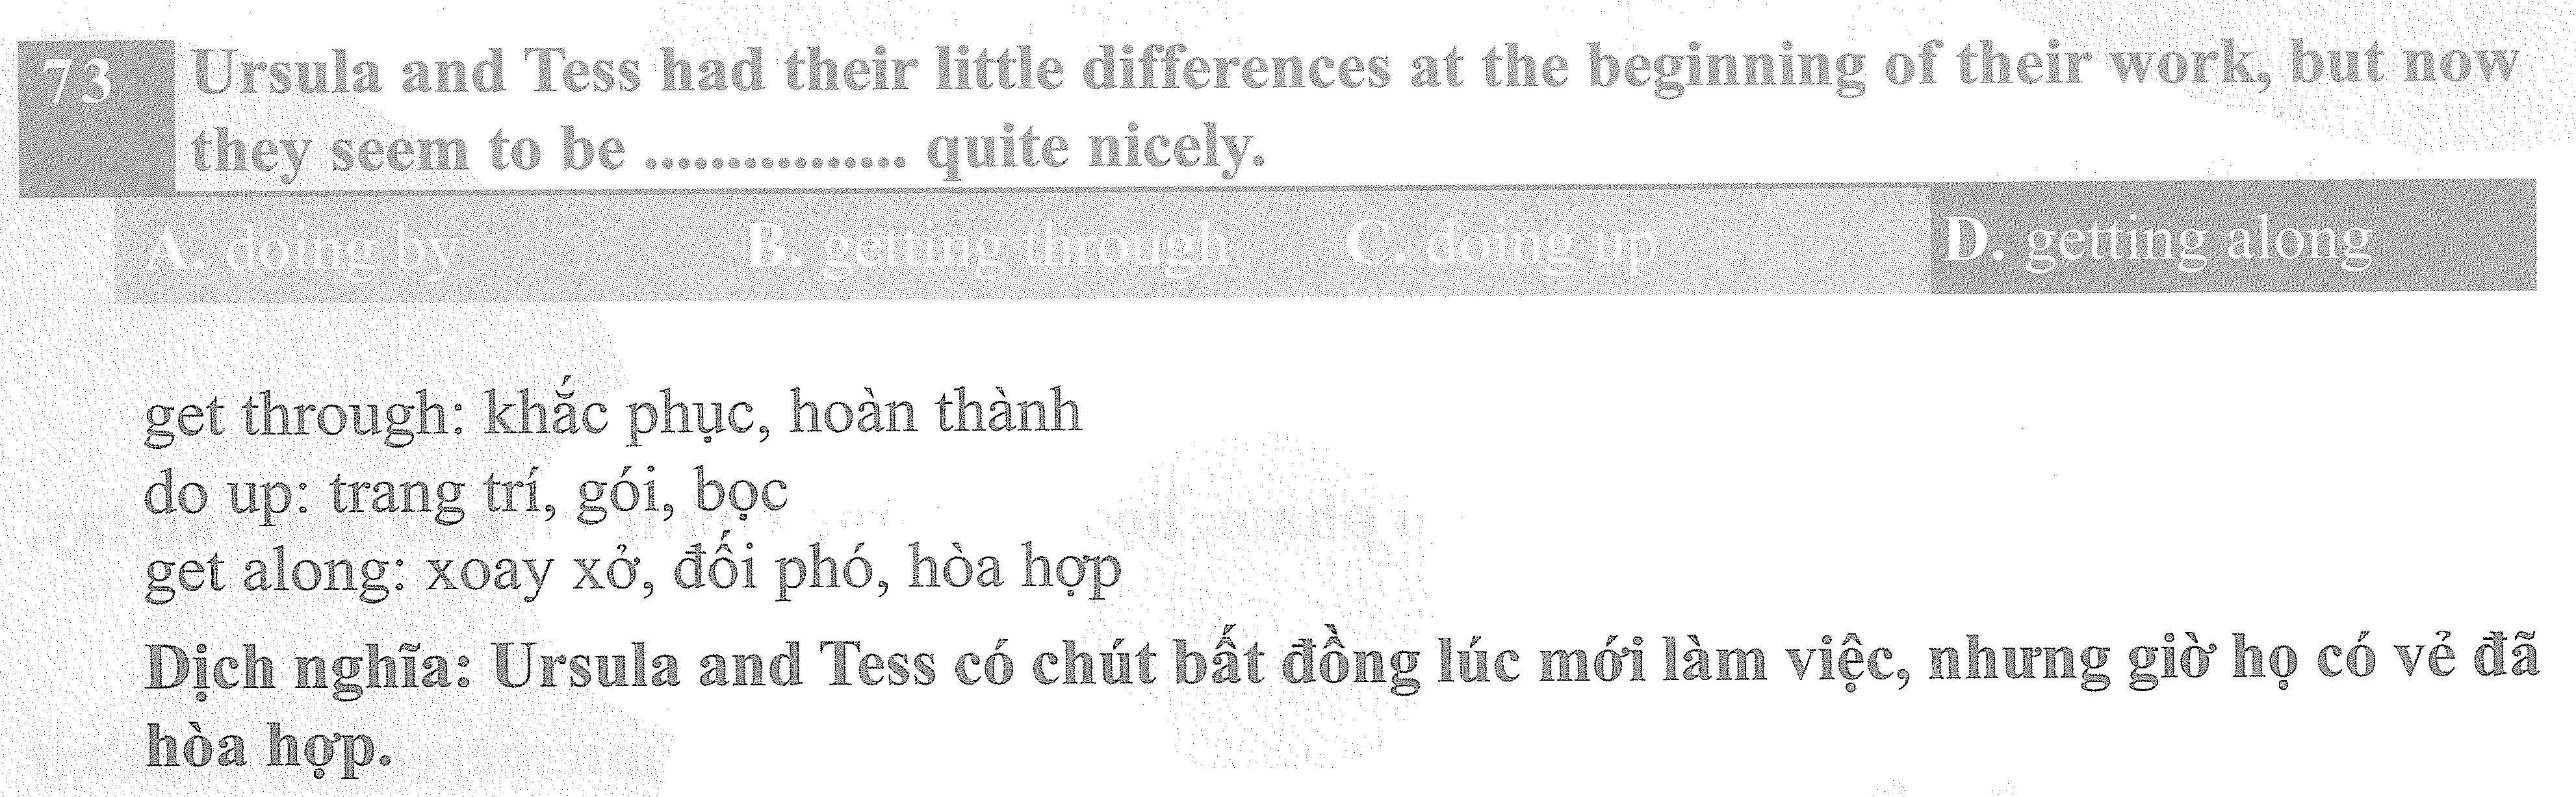 73 Ursula and Tess had their little differences at the beginning of their work, but now
they seem to be ................ quite nicely.
A. doing by B. getting through C. doing up D. getting along
get through: khắc phục, hoàn thành
do up: trang trí, gói, bọc
get along: xoay xở, đối phó, hòa hợp
Dịch nghĩa: Ursula and Tess có chút bất đồng lúc mới làm việc, nhưng giờ họ có vẻ đã
hòa hợp.